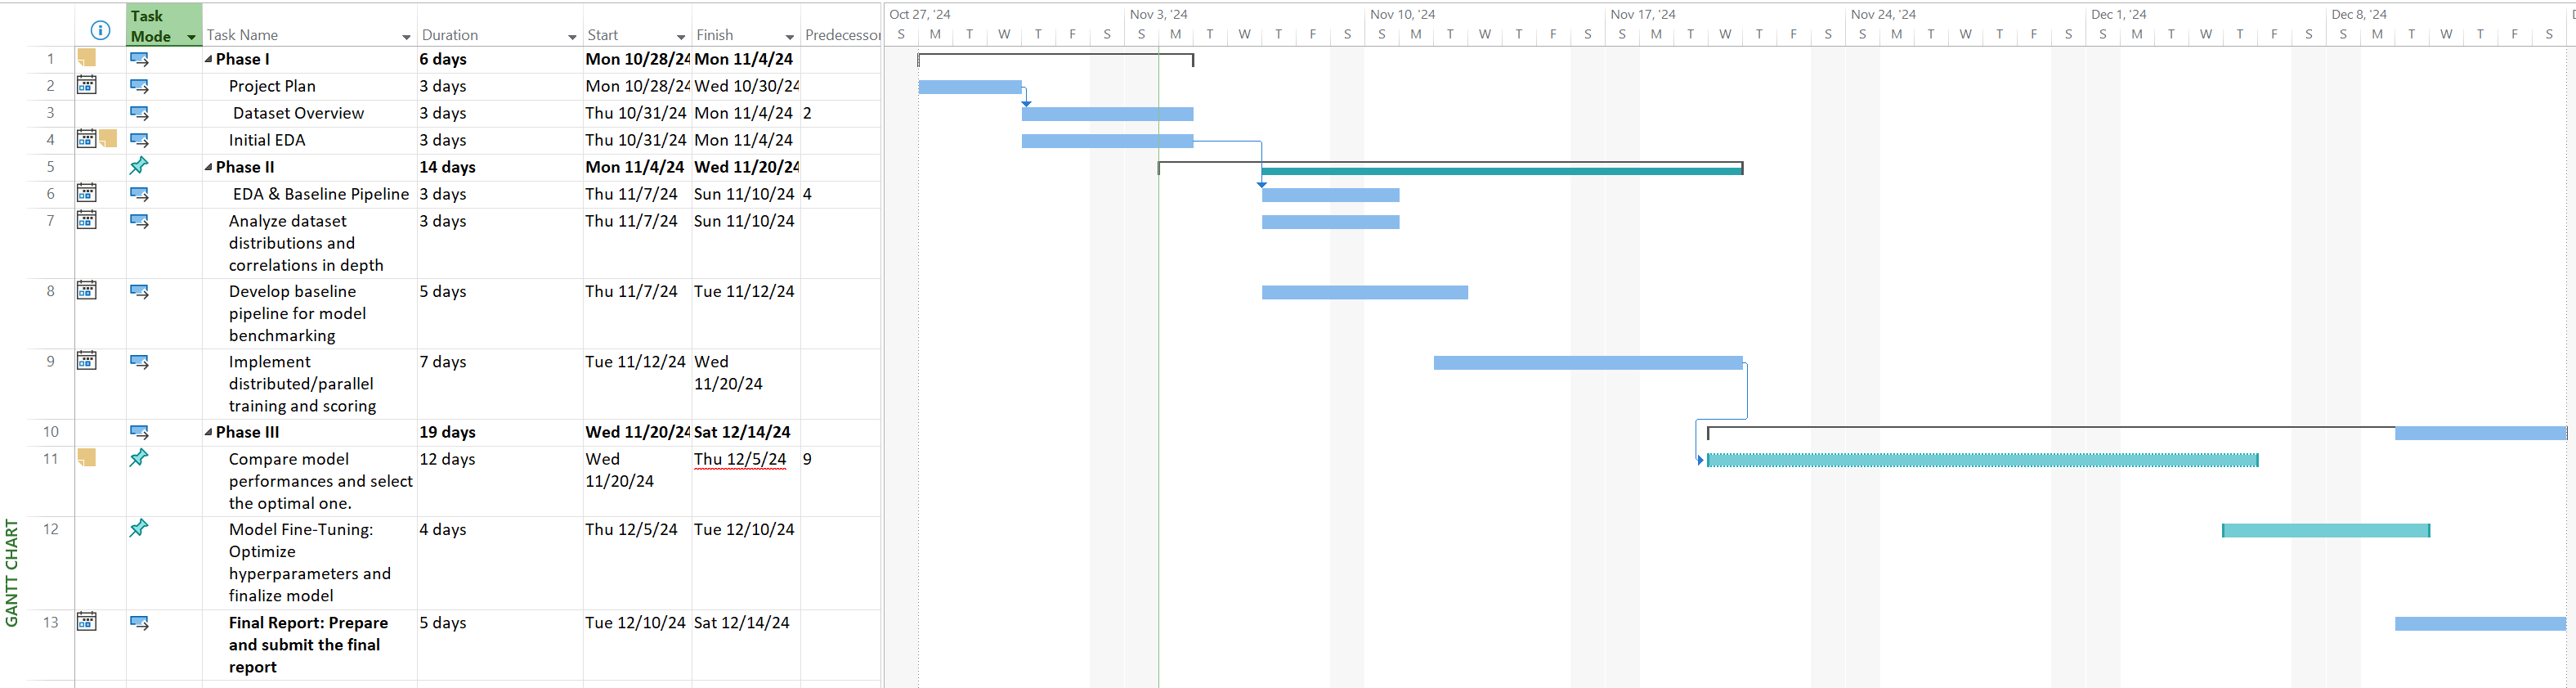 Task Mode Task Name Duration Start Finish Predecessor
Oct 27, '24 Nov 3, '24 Nov 10, '24 Nov 17, '24 Nov 24, '24 Dec 1, '24 Dec 8, '24
S M T W T F S S M T W T F S S M T W T F S S M T W T F S S M T W T F S S M T W T F S S M T W T F S
1 Phase I 6 days Mon 10/28/24 Mon 11/4/24
2 Project Plan 3 days Mon 10/28/24 Wed 10/30/24
3 Dataset Overview 3 days Thu 10/31/24 Mon 11/4/24 2
4 Initial EDA 3 days Thu 10/31/24 Mon 11/4/24
5 Phase II 14 days Mon 11/4/24 Wed 11/20/24
6 EDA & Baseline Pipeline 3 days Thu 11/7/24 Sun 11/10/24 4
7 Analyze dataset 3 days Thu 11/7/24 Sun 11/10/24
distributions and
correlations in depth
8 Develop baseline 5 days Thu 11/7/24 Tue 11/12/24
pipeline for model
benchmarking
9 Implement 7 days Tue 11/12/24 Wed
distributed/parallel 11/20/24
training and scoring
10 Phase III 19 days Wed 11/20/24 Sat 12/14/24
11 Compare model 12 days Wed Thu 12/5/24 9
performances and select 11/20/24
the optimal one.
12 Model Fine-Tuning: 4 days Thu 12/5/24 Tue 12/10/24
Optimize
hyperparameters and
finalize model
13 Final Report: Prepare 5 days Tue 12/10/24 Sat 12/14/24
and submit the final
report
GANTT CHART